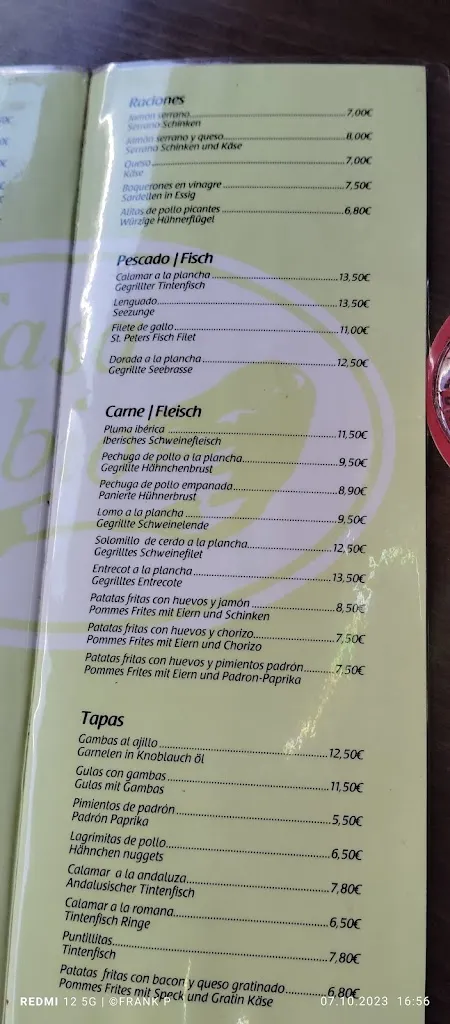 Raciones
Jamón serrano 7,00€
Serrano Schinken
Jamón serrano y queso 8,00€
Serrano Schinken und Käse
Queso 7,00€
Käse
Boquerones en vinagre 7,50€
Sardellen in Essig
Alitas de pollo picantes 6,80€
Würzige Hühnerflügel
Pescado | Fisch
Calamar a la plancha 13,50€
Gegrillter Tintenfisch
Lenguado 13,50€
Seezunge
Filete de gallo 11,00€
St. Peters Fisch Filet
Dorada a la plancha 12,50€
Gegrillte Seebrasse
Carne | Fleisch
Pluma ibérica 11,50€
Iberisches Schweinefleisch
Pechuga de pollo a la plancha 9,50€
Gegrillte Hähnchenbrust
Pechuga de pollo empanada 8,90€
Panierte Hühnerbrust
Lomo a la plancha 9,50€
Gegrillte Schweinelende
Solomillo de cerdo a la plancha 12,50€
Gegrilltes Schweinefilet
Entrecot a la plancha 13,50€
Gegrilltes Entrecote
Patatas fritas con huevos y jamón 8,50€
Pommes Frites mit Eiern und Schinken
Patatas fritas con huevos y chorizo 7,50€
Pommes Frites mit Eiern und Chorizo
Patatas fritas con huevos y pimientos padrón 7,50€
Pommes Frites mit Eiern und Padron-Paprika
Tapas
Gambas al ajillo 12,50€
Garnelen in Knoblauch öl
Gulas con gambas 11,50€
Gulas mit Gambas
Pimientos de padrón 5,50€
Padrón Paprika
Lagrimitas de pollo 6,50€
Hähnchen nuggets
Calamar a la andaluza 7,80€
Andalusischer Tintenfisch
Calamar a la romana 6,50€
Tintenfisch Ringe
Puntillitas 7,80€
Tintenfisch
Patatas fritas con bacon y queso gratinado 6,80€
Pommes Frites mit Speck und Gratin Käse
REDMI 12 5G | ©FRANK P 07.10.2023 16:56